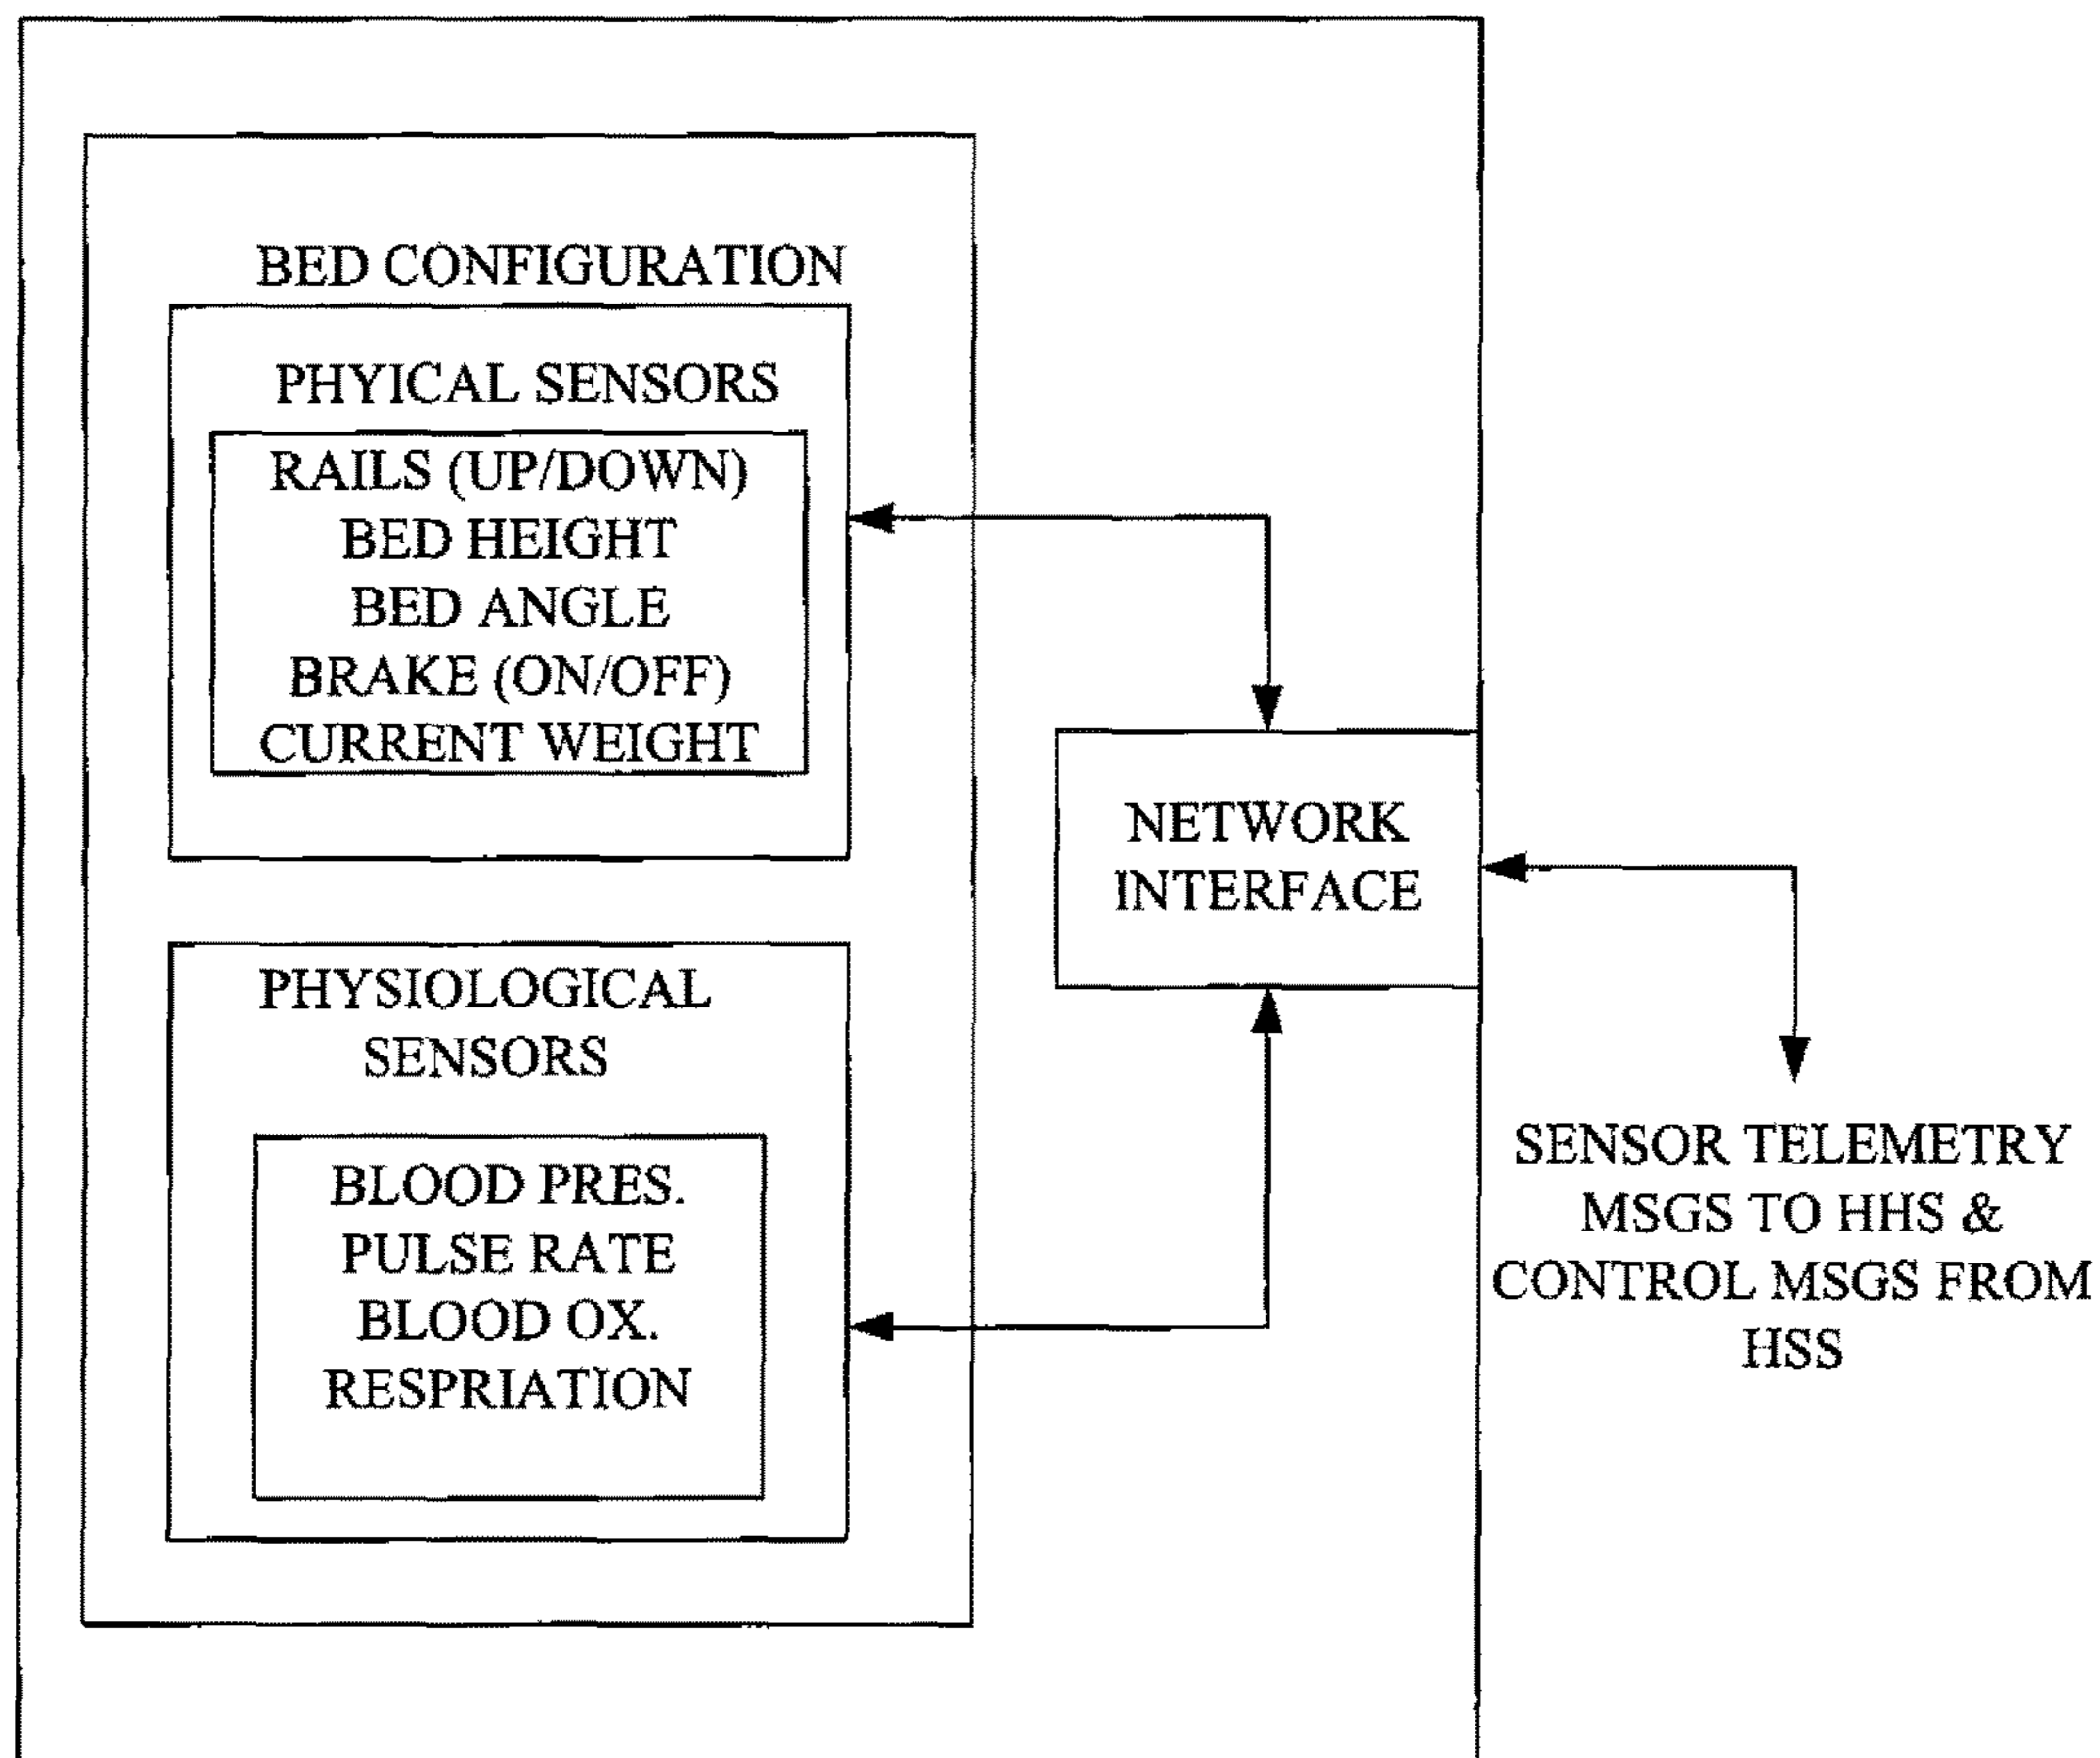 BED CONFIGURATION
PHYICAL SENSORS
RAILS (UP/DOWN)
BED HEIGHT
BED ANGLE
BRAKE (ON/OFF)
CURRENT WEIGHT
NETWORK
INTERFACE
PHYSIOLOGICAL
SENSORS
BLOOD PRES.
PULSE RATE
BLOOD OX.
RESPRIATION
SENSOR TELEMETRY
MSGS TO HHS &
CONTROL MSGS FROM
HSS